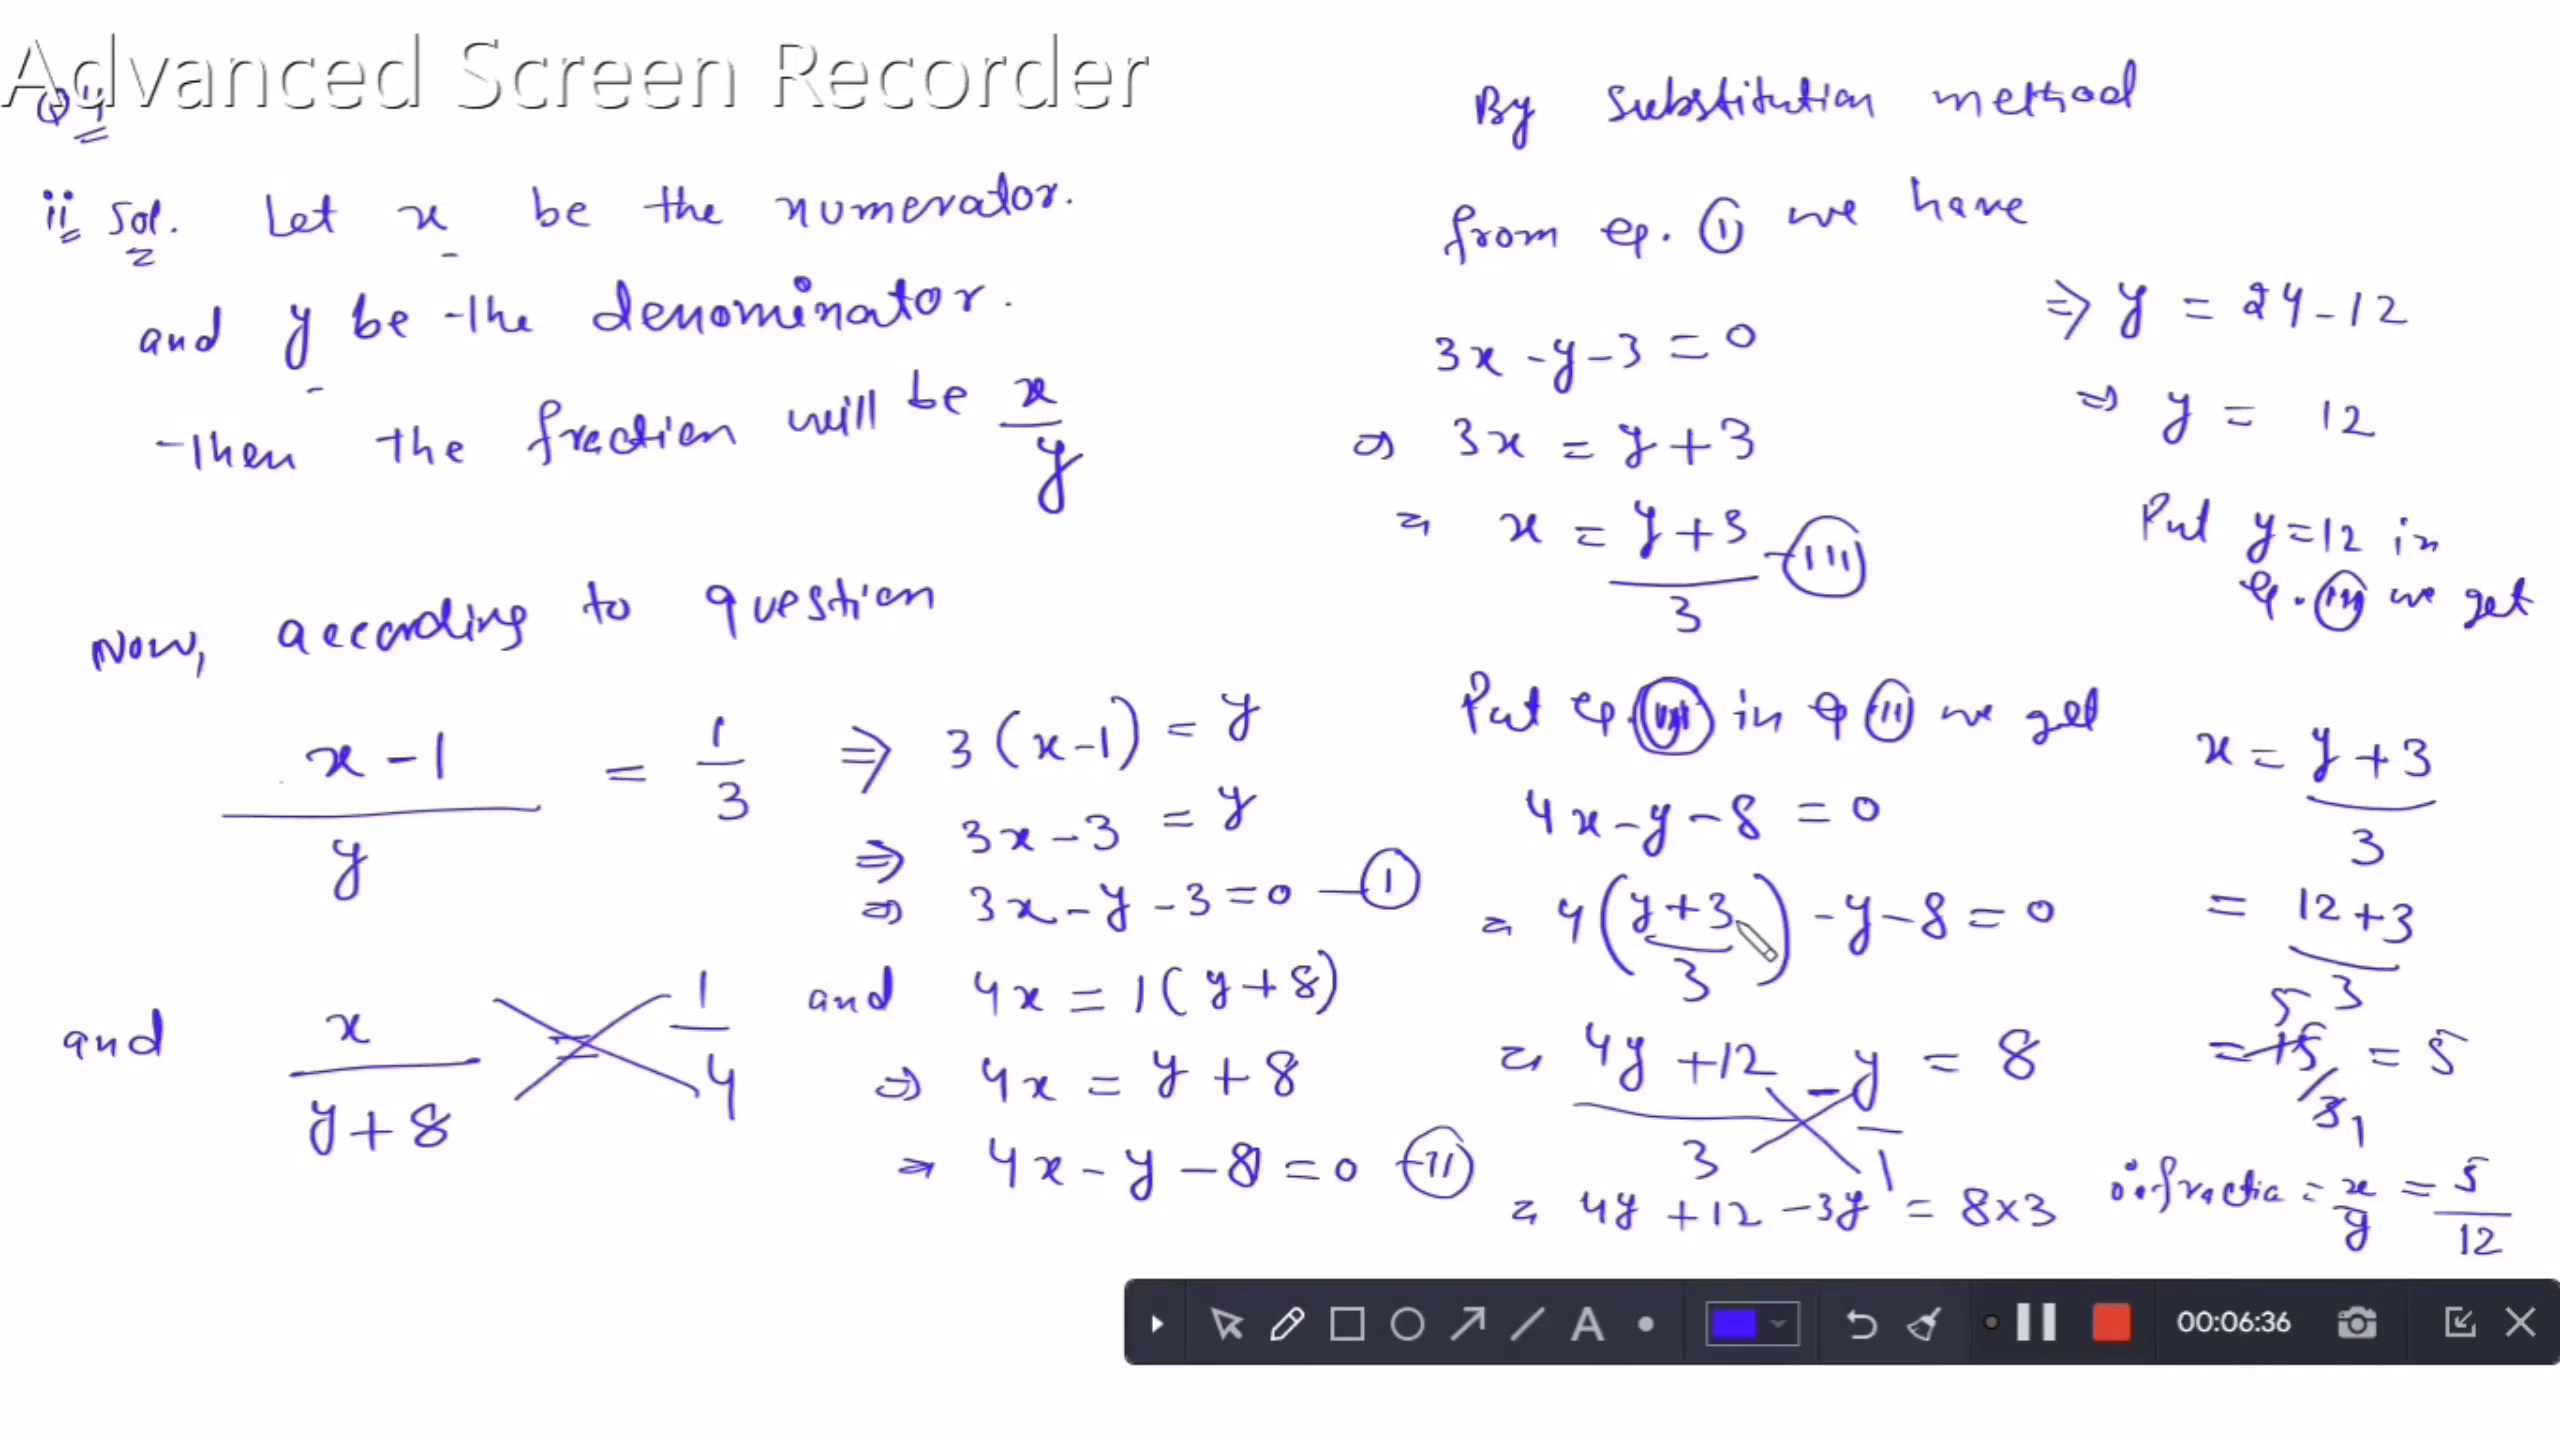 Advanced Screen Recorder
Q4
ii Sol. Let x be the numerator.
and y be the denominator.
then the fraction will be x/y
Now, according to question
x-1/y = 1/3 ⇒ 3(x-1) = y
⇒ 3x-3 = y
⇒ 3x-y-3=0 —(I)
and x/y+8 = 1/4
and 4x = 1(y+8)
⇒ 4x = y+8
⇒ 4x-y-8=0 —(II)
By substitution method
from eq. (I) we have
3x-y-3=0
⇒ 3x = y+3
⇒ x = y+3/3 —(III)
Put eq. (III) in eq (II) we get
4x-y-8=0
⇒ 4(y+3/3)-y-8=0
⇒ 4y+12/3 - y/1 = 8
⇒ 4y+12-3y = 8×3
⇒ y = 24-12
⇒ y = 12
Put y=12 in
eq. (III) we get
x = y+3/3
= 12+3/3
= 15/3 = 5
5
1
∴ fractio = x/y = 5/12
00:06:36